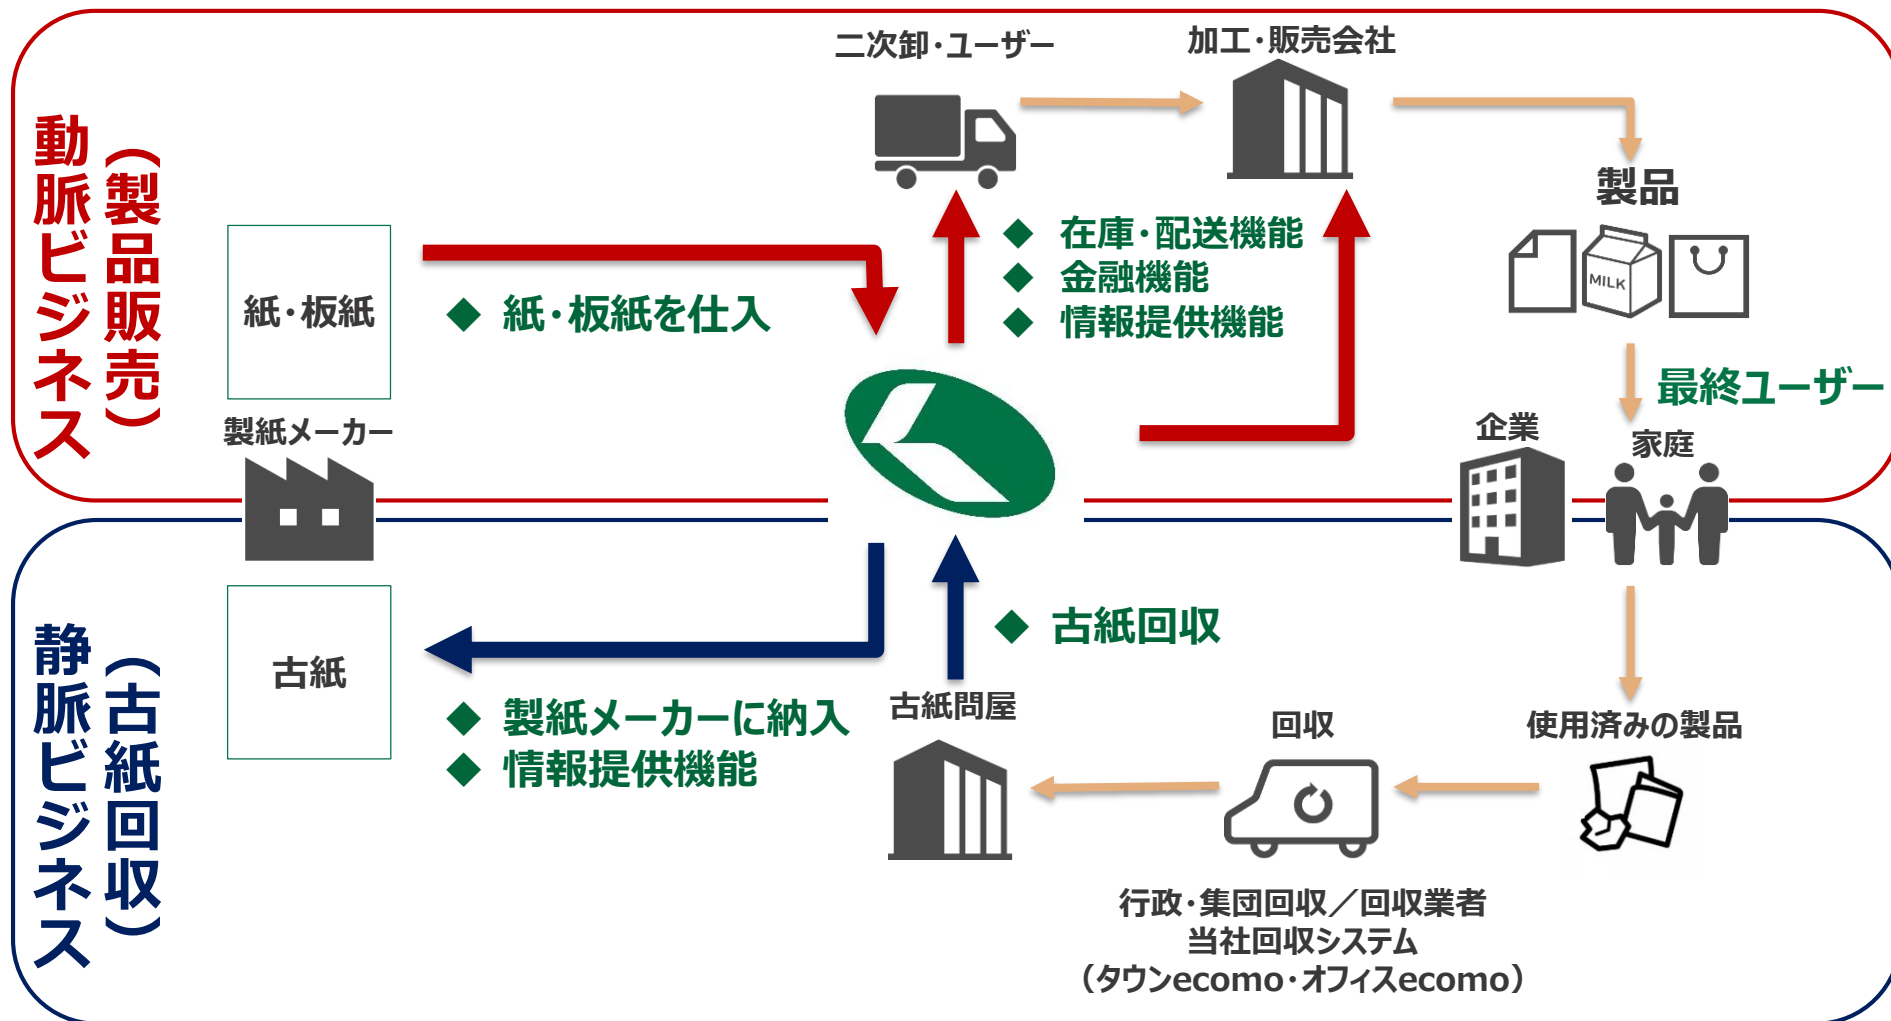 動脈ビジネス
（製品販売）
二次卸・ユーザー
加工・販売会社
製品
MILK
紙・板紙
◆ 紙・板紙を仕入
◆ 在庫・配送機能
◆ 金融機能
◆ 情報提供機能
最終ユーザー
製紙メーカー
企業
家庭
静脈ビジネス
（古紙回収）
古紙
◆ 製紙メーカーに納入
◆ 情報提供機能
◆ 古紙回収
古紙問屋
回収
使用済みの製品
行政・集団回収／回収業者
当社回収システム
（タウンecomo・オフィスecomo）